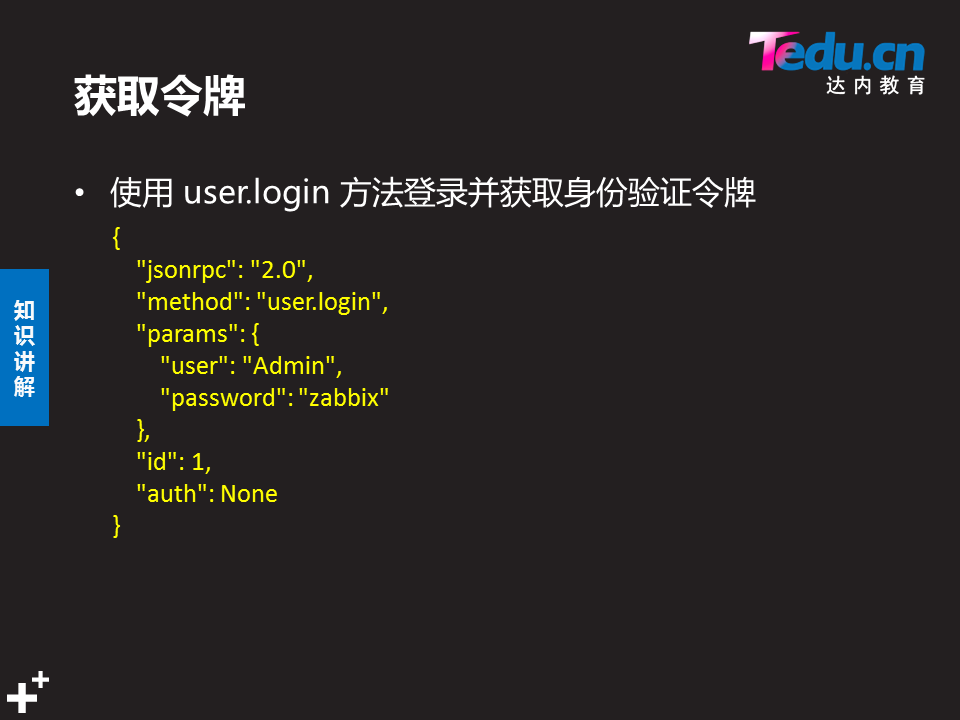 Tedu.cn
达内教育
获取令牌
• 使用 user.login 方法登录并获取身份验证令牌
{
"jsonrpc": "2.0",
"method": "user.login",
"params": {
"user": "Admin",
"password": "zabbix"
},
"id": 1,
"auth": None
}
知识讲解